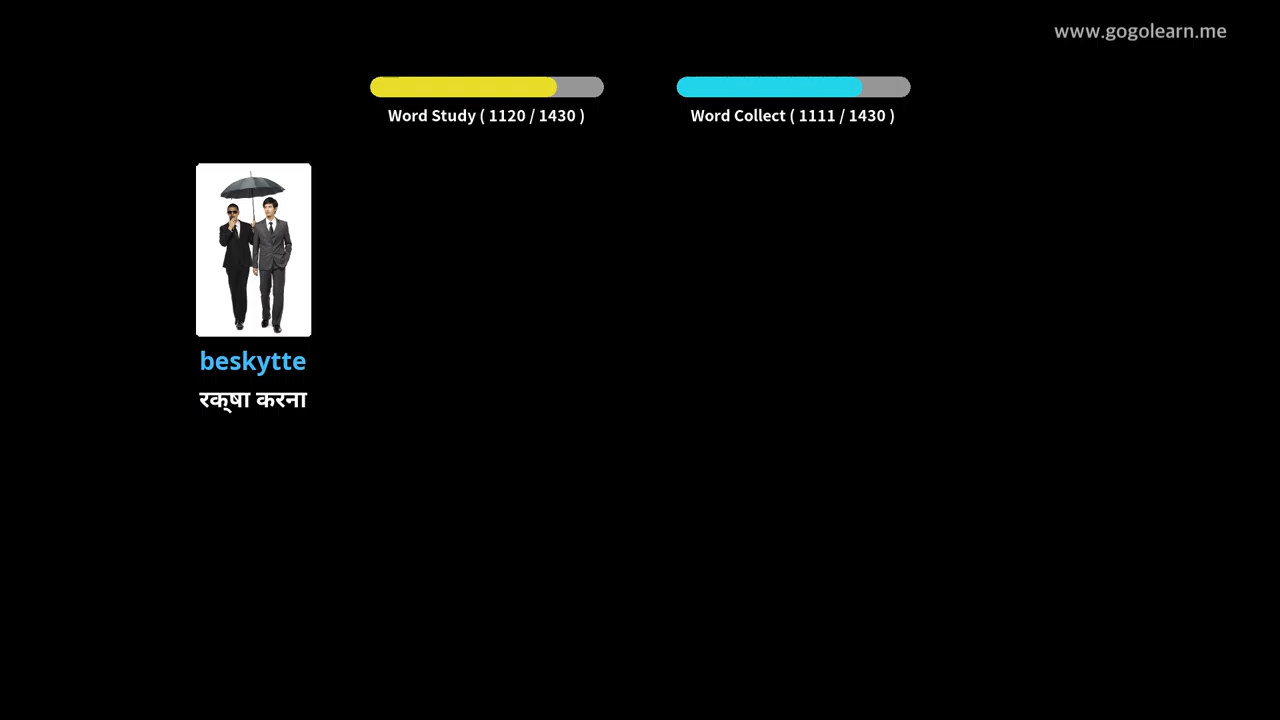 www.gogolearn.me
Word Study ( 1120 / 1430 )
Word Collect ( 1111 / 1430 )
beskytte
रक्षा करना